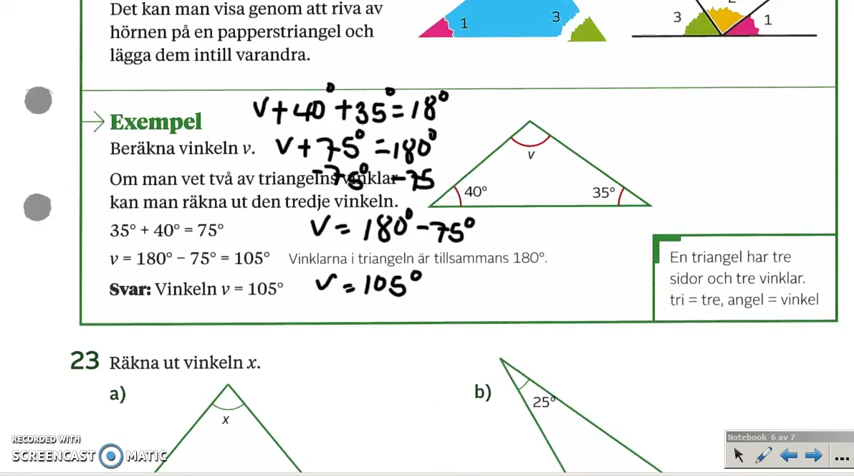 Det kan man visa genom att riva av
hörnen på en papperstriangel och
lägga dem intill varandra.
1
3
3
1
v + 40° + 35° = 18°
Exempel
Beräkna vinkeln v.
v + 75° = 180°
-75° -75
Om man vet två av triangelns vinklar
kan man räkna ut den tredje vinkeln.
v
40°
35°
35° + 40° = 75°
v = 180° - 75°
v = 180° − 75° = 105°
Vinklarna i triangeln är tillsammans 180°.
Svar: Vinkeln v = 105°
v = 105°
En triangel har tre
sidor och tre vinklar.
tri = tre, angel = vinkel
23 Räkna ut vinkeln x.
a)
x
b)
25°
RECORDED WITH
SCREENCAST MATIC
Notebook 6 av 7